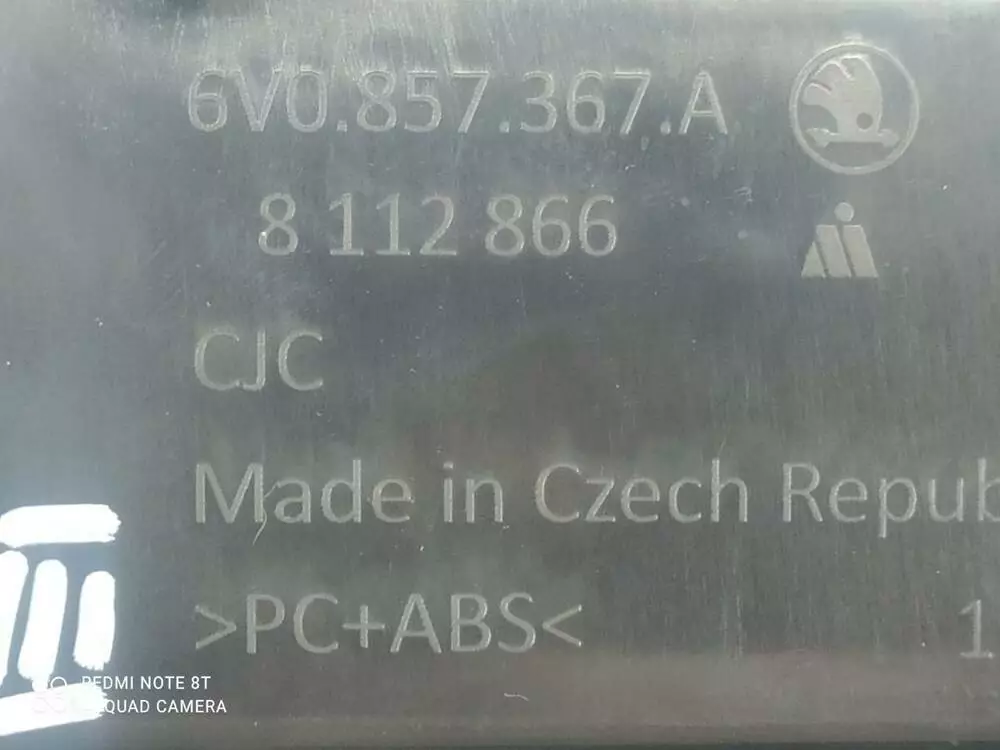 6V0.857.367.A
8 112 866
CJC
Made in Czech Repub
>PC+ABS<
1
REDMI NOTE 8T
QUAD CAMERA